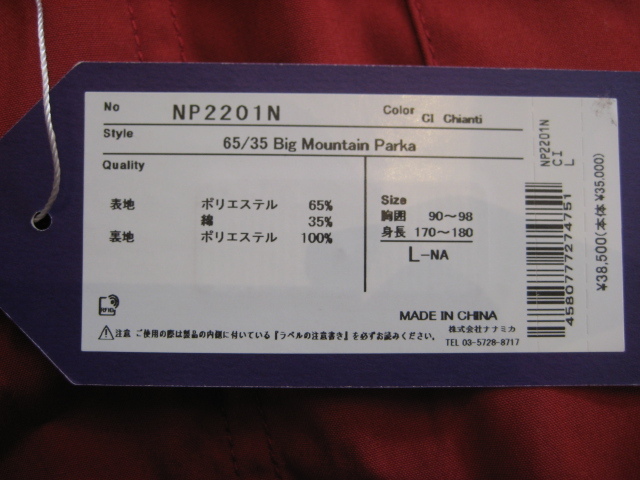 No NP2201N Color CI Chianti
Style 65/35 Big Mountain Parka
Quality
表地 ポリエステル 65%
綿 35%
裏地 ポリエステル 100%
Size
胸囲 90～98
身長 170～180
L-NA
RFID
MADE IN CHINA
株式会社ナナミカ
TEL 03-5728-8717
⚠注意 ご使用の際は製品の内側に付いている『ラベルの注意書き』を必ずお読みください。
NP2201N
CI
L
4580777274751
¥38,500(本体 ¥35,000)